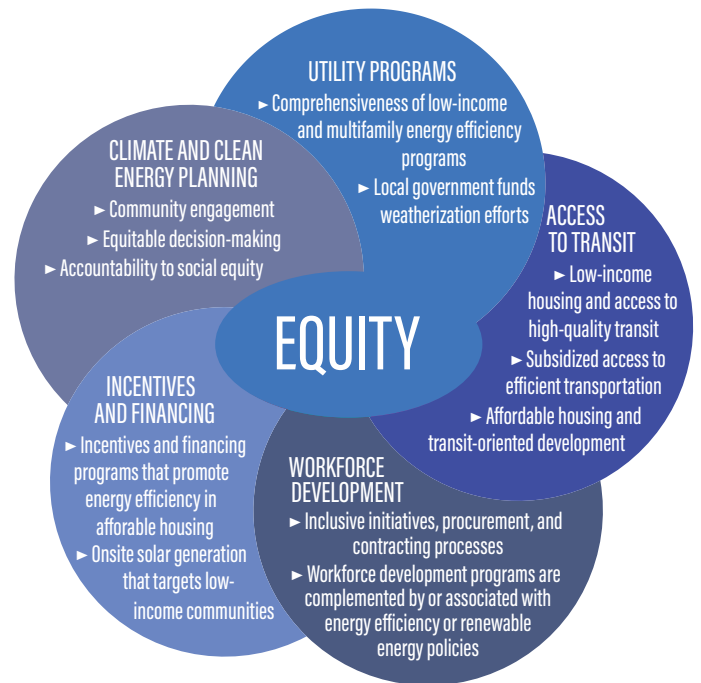 UTILITY PROGRAMS
► Comprehensiveness of low-income
and multifamily energy efficiency
programs
► Local government funds
weatherization efforts
CLIMATE AND CLEAN
ENERGY PLANNING
► Community engagement
► Equitable decision-making
► Accountability to social equity
ACCESS
TO TRANSIT
► Low-income
housing and access to
high-quality transit
► Subsidized access to
efficient transportation
► Affordable housing and
transit-oriented development
EQUITY
INCENTIVES
AND FINANCING
► Incentives and financing
programs that promote
energy efficiency in
afforable housing
► Onsite solar generation
that targets low-
income communities
WORKFORCE
DEVELOPMENT
► Inclusive initiatives, procurement, and
contracting processes
► Workforce development programs are
complemented by or associated with
energy efficiency or renewable
energy policies